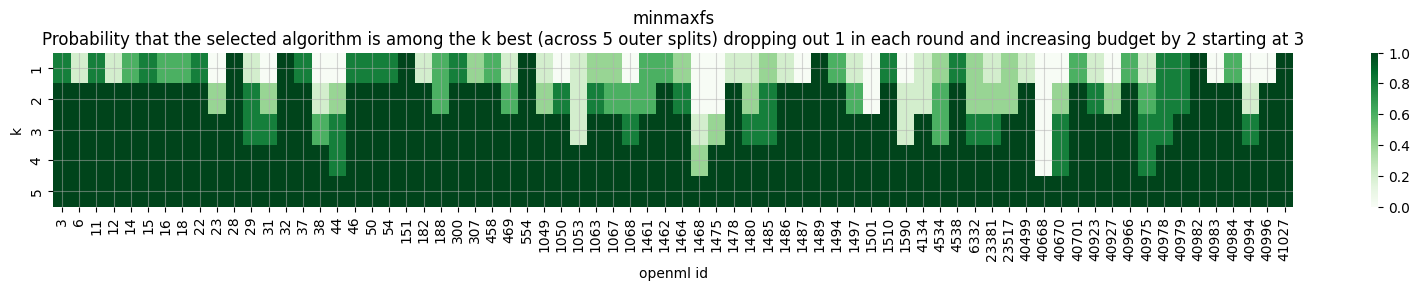 minmaxfs
Probability that the selected algorithm is among the k best (across 5 outer splits) dropping out 1 in each round and increasing budget by 2 starting at 3
k
1
2
3
4
5
3 6 11 12 14 15 16 18 22 23 28 29 31 32 37 38 44 46 50 54 151 182 188 300 307 458 469 554 1049 1050 1053 1063 1067 1068 1461 1462 1464 1468 1475 1478 1480 1485 1486 1487 1489 1494 1497 1501 1510 1590 4134 4534 4538 6332 23381 23517 40499 40668 40670 40701 40923 40927 40966 40975 40978 40979 40982 40983 40984 40994 40996 41027
openml id
1.0
0.8
0.6
0.4
0.2
0.0